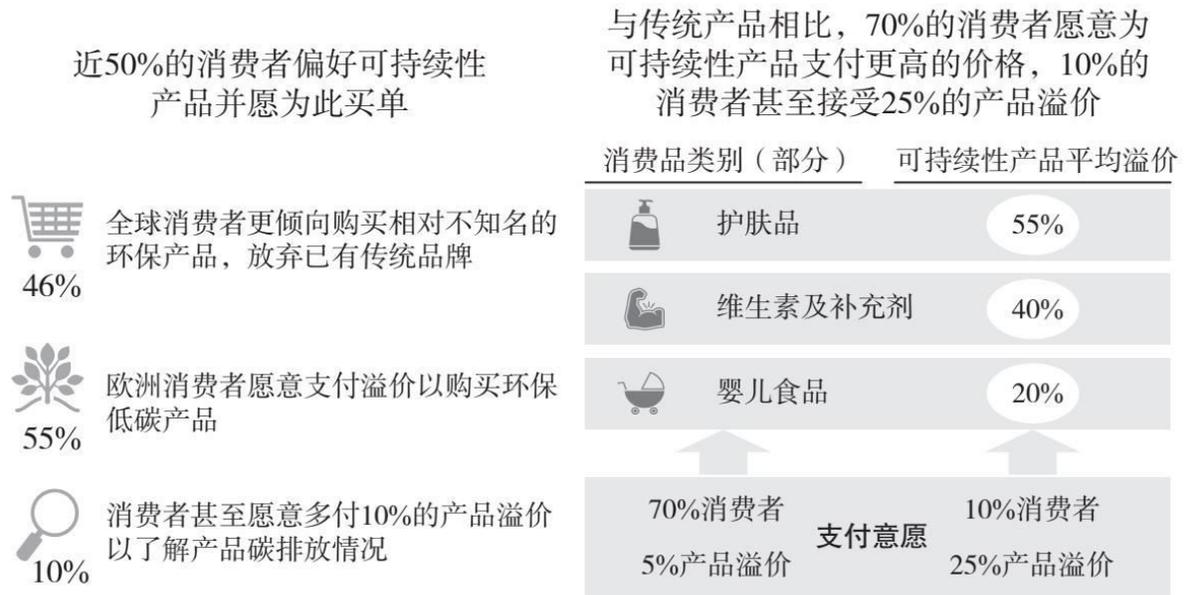 近50%的消费者偏好可持续性
产品并愿为此买单
46%
全球消费者更倾向购买相对不知名的
环保产品，放弃已有传统品牌
55%
欧洲消费者愿意支付溢价以购买环保
低碳产品
10%
消费者甚至愿意多付10%的产品溢价
以了解产品碳排放情况
与传统产品相比，70%的消费者愿意为
可持续性产品支付更高的价格，10%的
消费者甚至接受25%的产品溢价
消费品类别（部分） 可持续性产品平均溢价
护肤品 55%
维生素及补充剂 40%
婴儿食品 20%
70%消费者
5%产品溢价
支付意愿
10%消费者
25%产品溢价